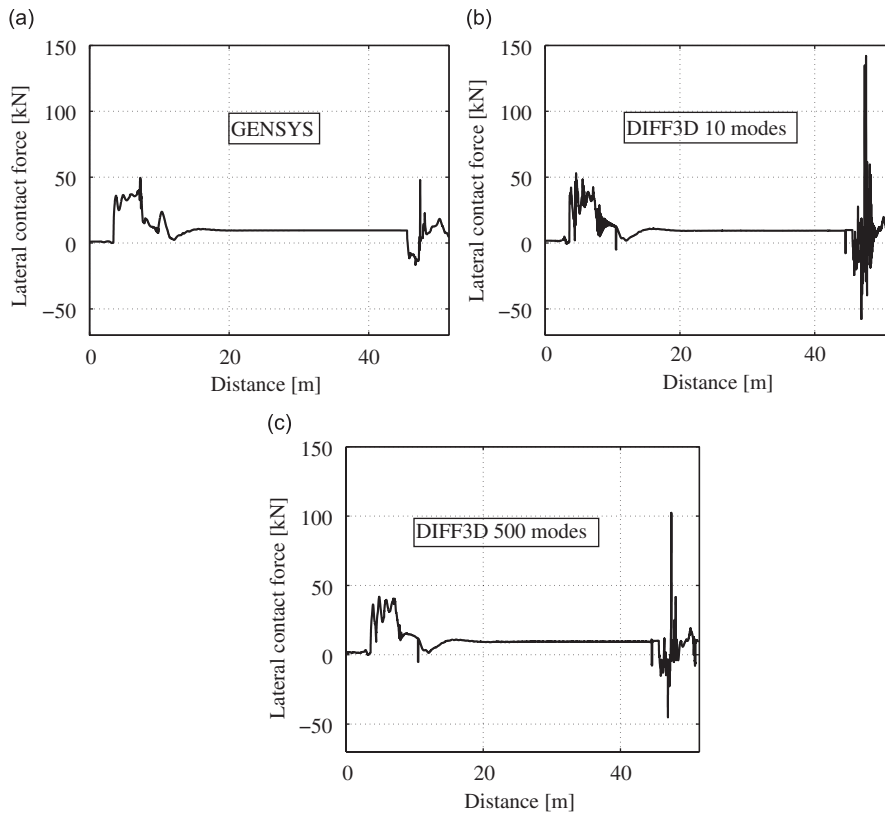 (a)
150
100
50
0
−50
Lateral contact force [kN]
GENSYS
0
20
40
Distance [m]
(b)
150
100
50
0
−50
Lateral contact force [kN]
DIFF3D 10 modes
0
20
40
Distance [m]
(c)
150
100
50
0
−50
Lateral contact force [kN]
DIFF3D 500 modes
0
20
40
Distance [m]